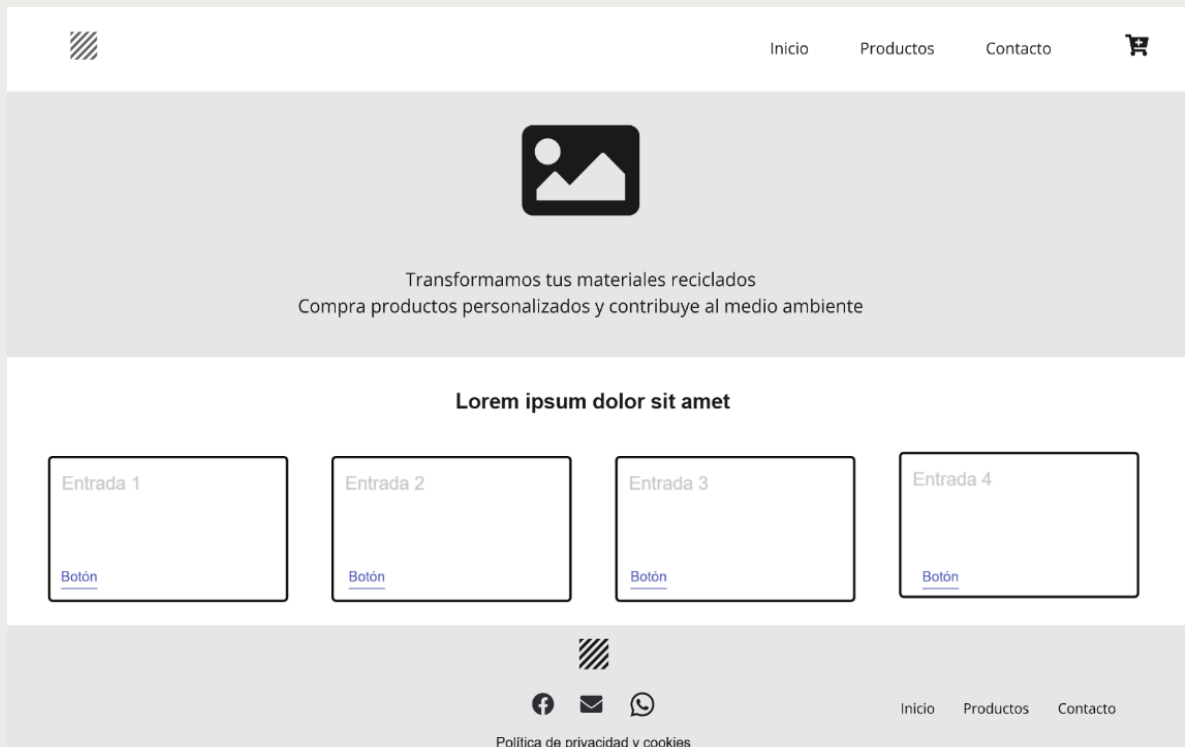 Inicio Productos Contacto
Transformamos tus materiales reciclados
Compra productos personalizados y contribuye al medio ambiente
Lorem ipsum dolor sit amet
Entrada 1
Botón
Entrada 2
Botón
Entrada 3
Botón
Entrada 4
Botón
Inicio Productos Contacto
Política de privacidad y cookies